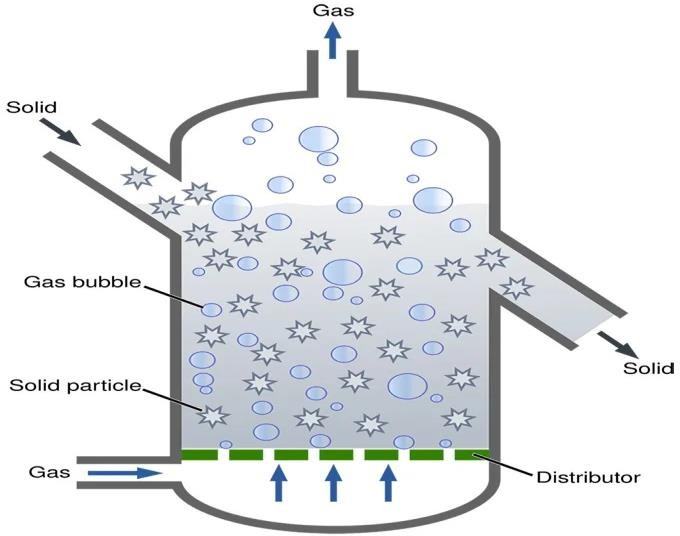 Gas
Solid
Gas bubble
Solid
Solid particle
Gas
Distributor